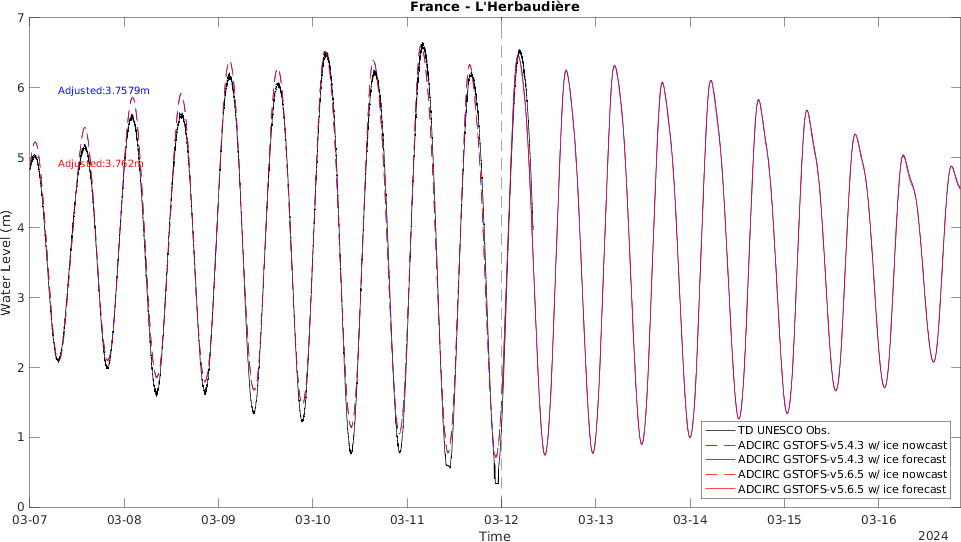 France - L'Herbaudière
7
6
5
4
3
2
1
0
Water Level (m)
Adjusted:3.7579m
Adjusted:3.762m
TD UNESCO Obs.
ADCIRC GSTOFS-v5.4.3 w/ ice nowcast
ADCIRC GSTOFS-v5.4.3 w/ ice forecast
ADCIRC GSTOFS-v5.6.5 w/ ice nowcast
ADCIRC GSTOFS-v5.6.5 w/ ice forecast
03-07 03-08 03-09 03-10 03-11 03-12 03-13 03-14 03-15 03-16
Time
2024